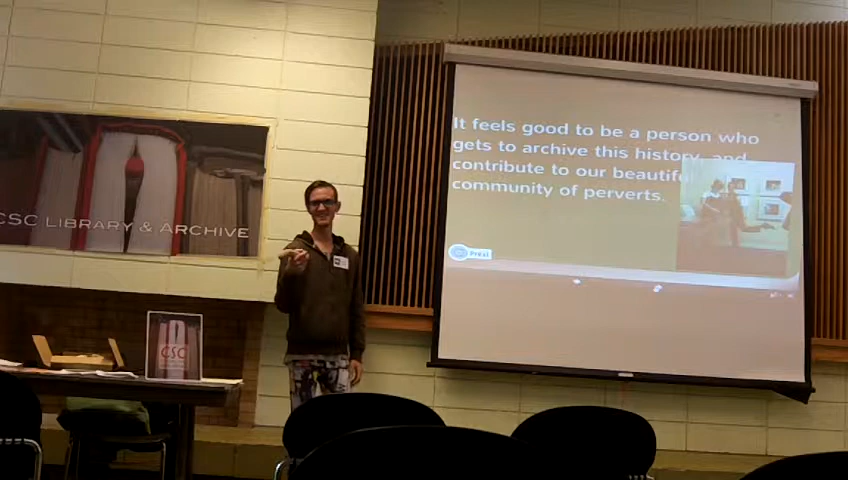 It feels good to be a person who
gets to archive this history, and
contribute to our beautiful
community of perverts.
Prezi
CSC LIBRARY & ARCHIVE
CSC